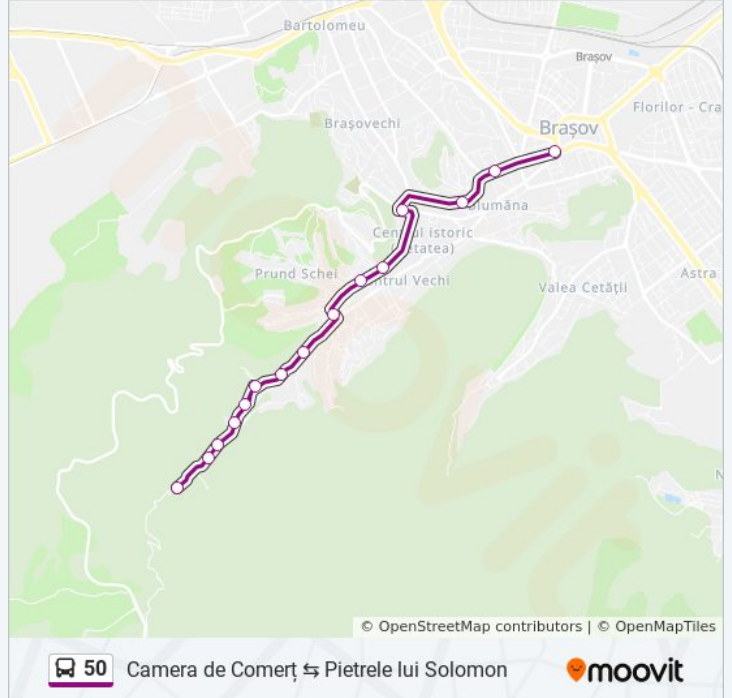 Bartolomeu
Brașov
Florilor - Cra
Brașovechi
Brașov
Blumăna
Centrul istoric
(Cetatea)
Prund Schei
ntrul Vechi
Valea Cetății
Astra
N
© OpenStreetMap contributors | © OpenMapTiles
50 Camera de Comerț ⇆ Pietrele lui Solomon
moovit